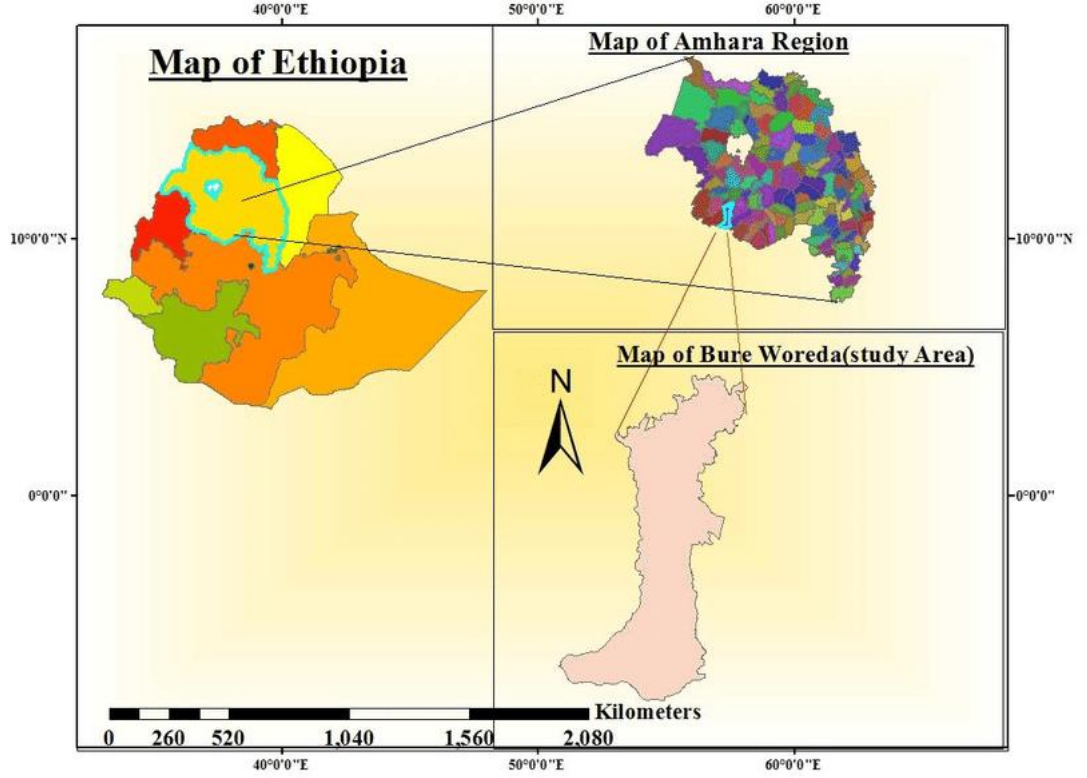 40°0'0"E 50°0'0"E 60°0'0"E
Map of Ethiopia
Map of Amhara Region
10°0'0"N
10°0'0"N
Map of Bure Woreda(study Area)
N
0°0'0"
0°0'0"
Kilometers
0 260 520 1,040 1,560 2,080
40°0'0"E 50°0'0"E 60°0'0"E